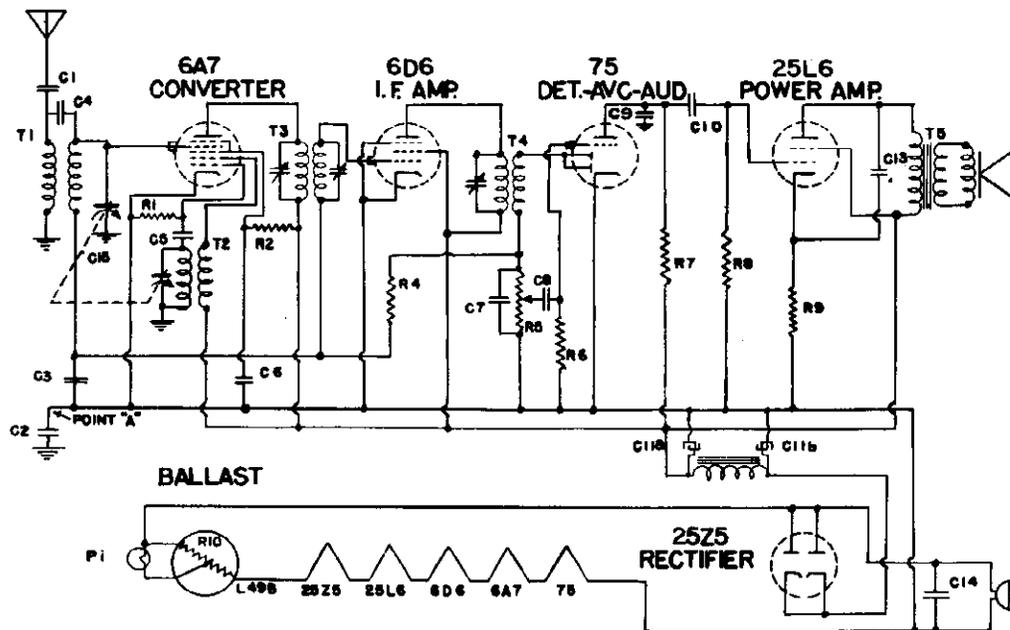 6A7
CONVERTER
6D6
I.F. AMP.
75
DET.-AVC-AUD
25L6
POWER AMP.
C1
C4
T1
T3
T4
C9
C10
C13
T5
R1
C5
T2
R2
C15
R4
C7
C8
R5
R6
R7
R8
R9
C3
C6
POINT "A"
C2
C11a
C11b
BALLAST
25Z5
RECTIFIER
Pi
R10
L49B
25Z5
25L6
6D6
6A7
75
C14